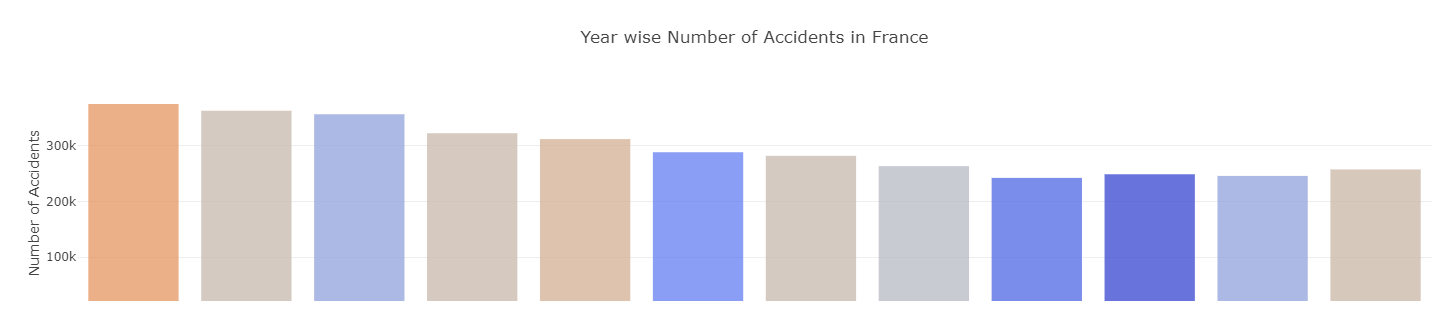 Year wise Number of Accidents in France
Number of Accidents
300k
200k
100k